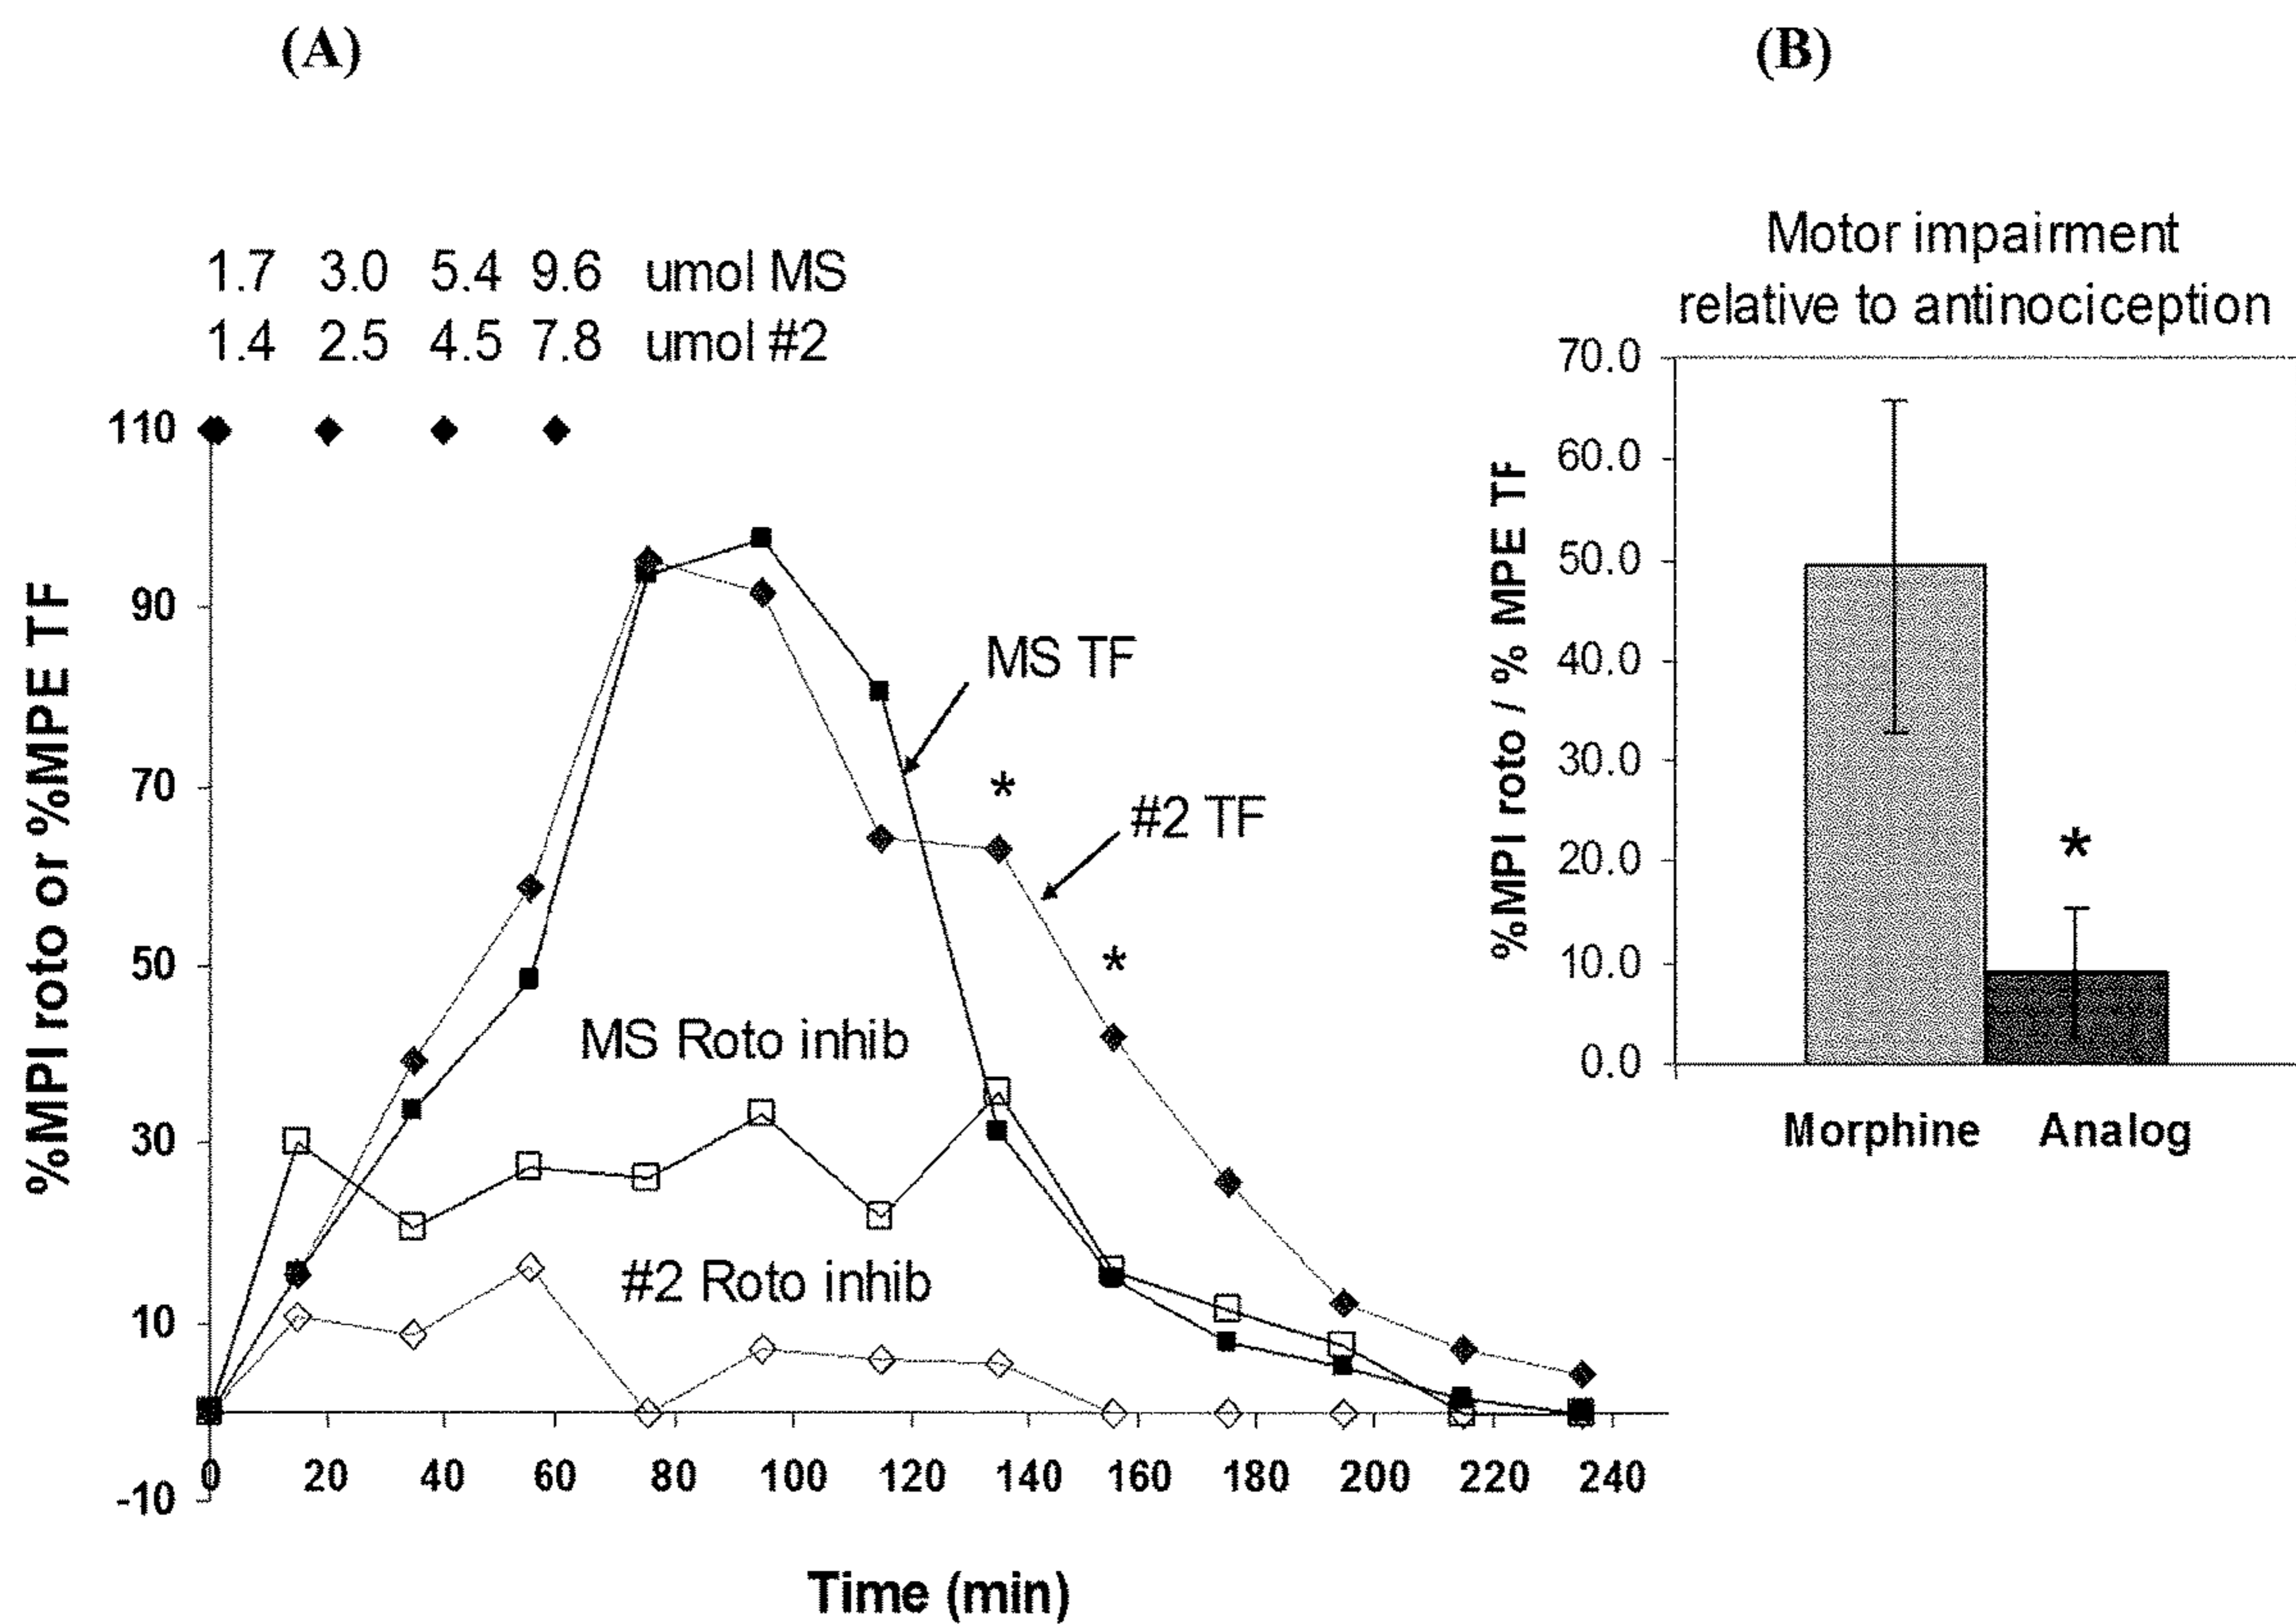 (A)
1.7 3.0 5.4 9.6 umol MS
1.4 2.5 4.5 7.8 umol #2
%MPI roto or %MPE TF
110
90
70
50
30
10
-10
MS TF
*
#2 TF
*
MS Roto inhib
#2 Roto inhib
0 20 40 60 80 100 120 140 160 180 200 220 240
Time (min)
(B)
Motor impairment
relative to antinociception
%MPI roto / % MPE TF
70.0
60.0
50.0
40.0
30.0
20.0
10.0
0.0
*
Morphine Analog